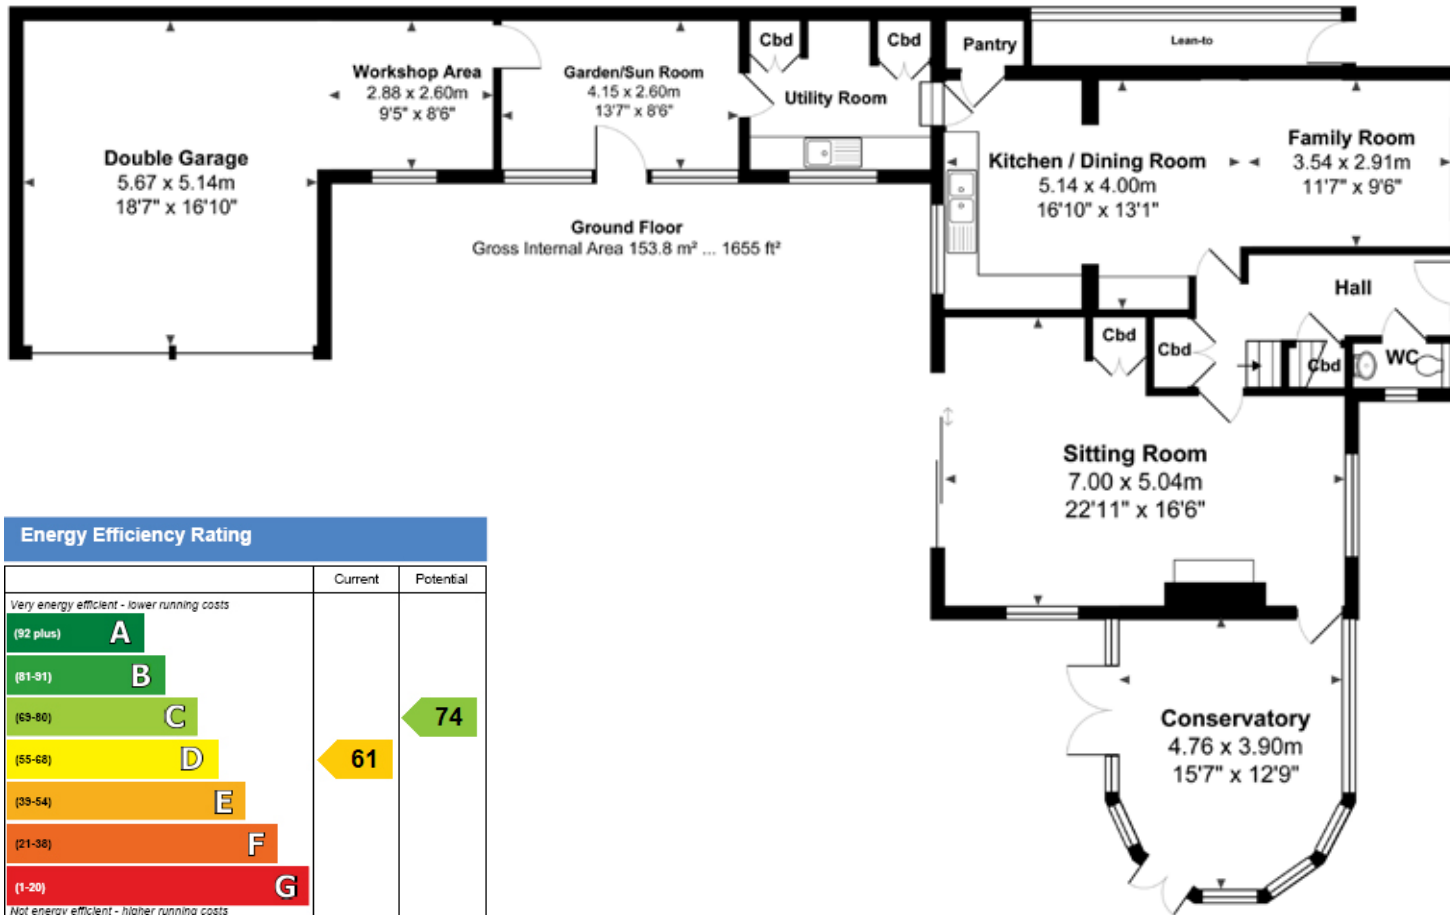 Cbd
Cbd
Pantry
Lean-to
Workshop Area
2.88 x 2.60m
9'5" x 8'6"
Garden/Sun Room
4.15 x 2.60m
13'7" x 8'6"
Utility Room
Double Garage
5.67 x 5.14m
18'7" x 16'10"
Kitchen / Dining Room
5.14 x 4.00m
16'10" x 13'1"
Family Room
3.54 x 2.91m
11'7" x 9'6"
Ground Floor
Gross Internal Area 153.8 m² ... 1655 ft²
Hall
Cbd
Cbd
Cbd
WC
Sitting Room
7.00 x 5.04m
22'11" x 16'6"
Conservatory
4.76 x 3.90m
15'7" x 12'9"
Energy Efficiency Rating
Current Potential
Very energy efficient - lower running costs
(92 plus) A
(81-91) B
(69-80) C 74
(55-68) D 61
(39-54) E
(21-38) F
(1-20) G
Not energy efficient - higher running costs